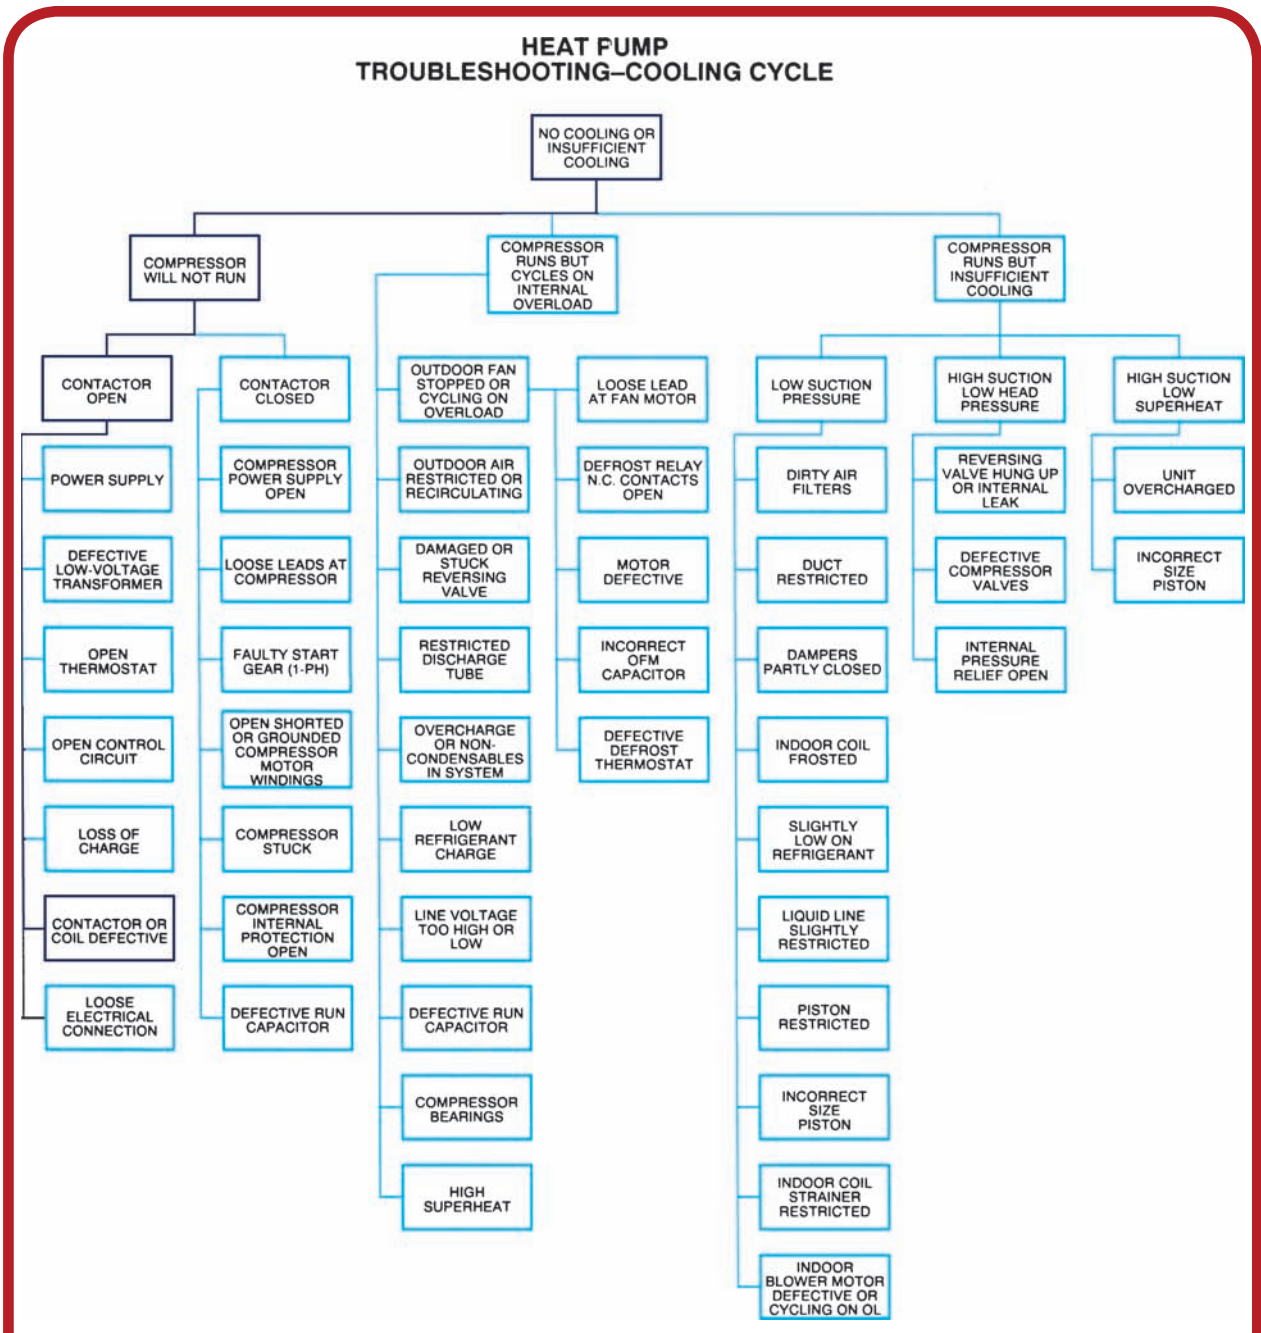 HEAT PUMP
TROUBLESHOOTING–COOLING CYCLE
NO COOLING OR
INSUFFICIENT
COOLING
COMPRESSOR
WILL NOT RUN
COMPRESSOR
RUNS BUT
CYCLES ON
INTERNAL
OVERLOAD
COMPRESSOR
RUNS BUT
INSUFFICIENT
COOLING
CONTACTOR
OPEN
POWER SUPPLY
DEFECTIVE
LOW-VOLTAGE
TRANSFORMER
OPEN
THERMOSTAT
OPEN CONTROL
CIRCUIT
LOSS OF
CHARGE
CONTACTOR OR
COIL DEFECTIVE
LOOSE
ELECTRICAL
CONNECTION
CONTACTOR
CLOSED
COMPRESSOR
POWER SUPPLY
OPEN
LOOSE LEADS AT
COMPRESSOR
FAULTY START
GEAR (1-PH)
OPEN SHORTED
OR GROUNDED
COMPRESSOR
MOTOR
WINDINGS
COMPRESSOR
STUCK
COMPRESSOR
INTERNAL
PROTECTION
OPEN
DEFECTIVE RUN
CAPACITOR
OUTDOOR FAN
STOPPED OR
CYCLING ON
OVERLOAD
OUTDOOR AIR
RESTRICTED OR
RECIRCULATING
DAMAGED OR
STUCK
REVERSING
VALVE
RESTRICTED
DISCHARGE
TUBE
OVERCHARGE
OR NON-
CONDENSABLES
IN SYSTEM
LOW
REFRIGERANT
CHARGE
LINE VOLTAGE
TOO HIGH OR
LOW
DEFECTIVE RUN
CAPACITOR
COMPRESSOR
BEARINGS
HIGH
SUPERHEAT
LOOSE LEAD
AT FAN MOTOR
DEFROST RELAY
N.C. CONTACTS
OPEN
MOTOR
DEFECTIVE
INCORRECT
OFM
CAPACITOR
DEFECTIVE
DEFROST
THERMOSTAT
LOW SUCTION
PRESSURE
DIRTY AIR
FILTERS
DUCT
RESTRICTED
DAMPERS
PARTLY CLOSED
INDOOR COIL
FROSTED
SLIGHTLY
LOW ON
REFRIGERANT
LIQUID LINE
SLIGHTLY
RESTRICTED
PISTON
RESTRICTED
INCORRECT
SIZE
PISTON
INDOOR COIL
STRAINER
RESTRICTED
INDOOR
BLOWER MOTOR
DEFECTIVE OR
CYCLING ON OL
HIGH SUCTION
LOW HEAD
PRESSURE
REVERSING
VALVE HUNG UP
OR INTERNAL
LEAK
DEFECTIVE
COMPRESSOR
VALVES
INTERNAL
PRESSURE
RELIEF OPEN
HIGH SUCTION
LOW
SUPERHEAT
UNIT
OVERCHARGED
INCORRECT
SIZE
PISTON